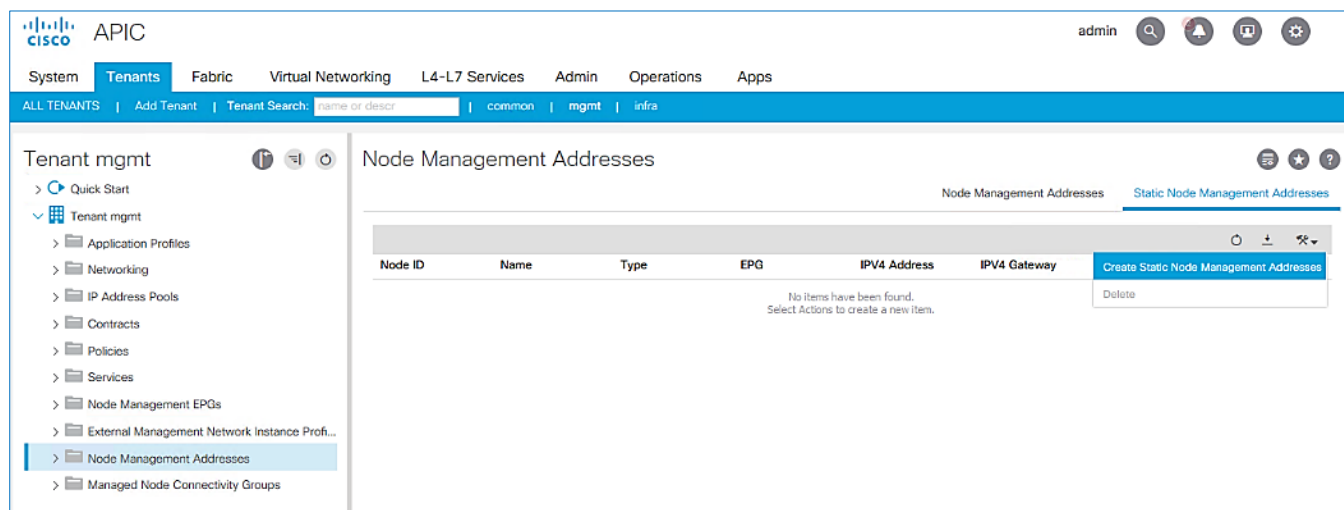 CISCO APIC admin
System Tenants Fabric Virtual Networking L4-L7 Services Admin Operations Apps
ALL TENANTS | Add Tenant | Tenant Search: name or descr | common | mgmt | infra
Tenant mgmt
Quick Start
Tenant mgmt
Application Profiles
Networking
IP Address Pools
Contracts
Policies
Services
Node Management EPGs
External Management Network Instance Profi...
Node Management Addresses
Managed Node Connectivity Groups
Node Management Addresses
Node Management Addresses Static Node Management Addresses
Node ID Name Type EPG IPV4 Address IPV4 Gateway
Create Static Node Management Addresses
Delete
No items have been found.
Select Actions to create a new item.